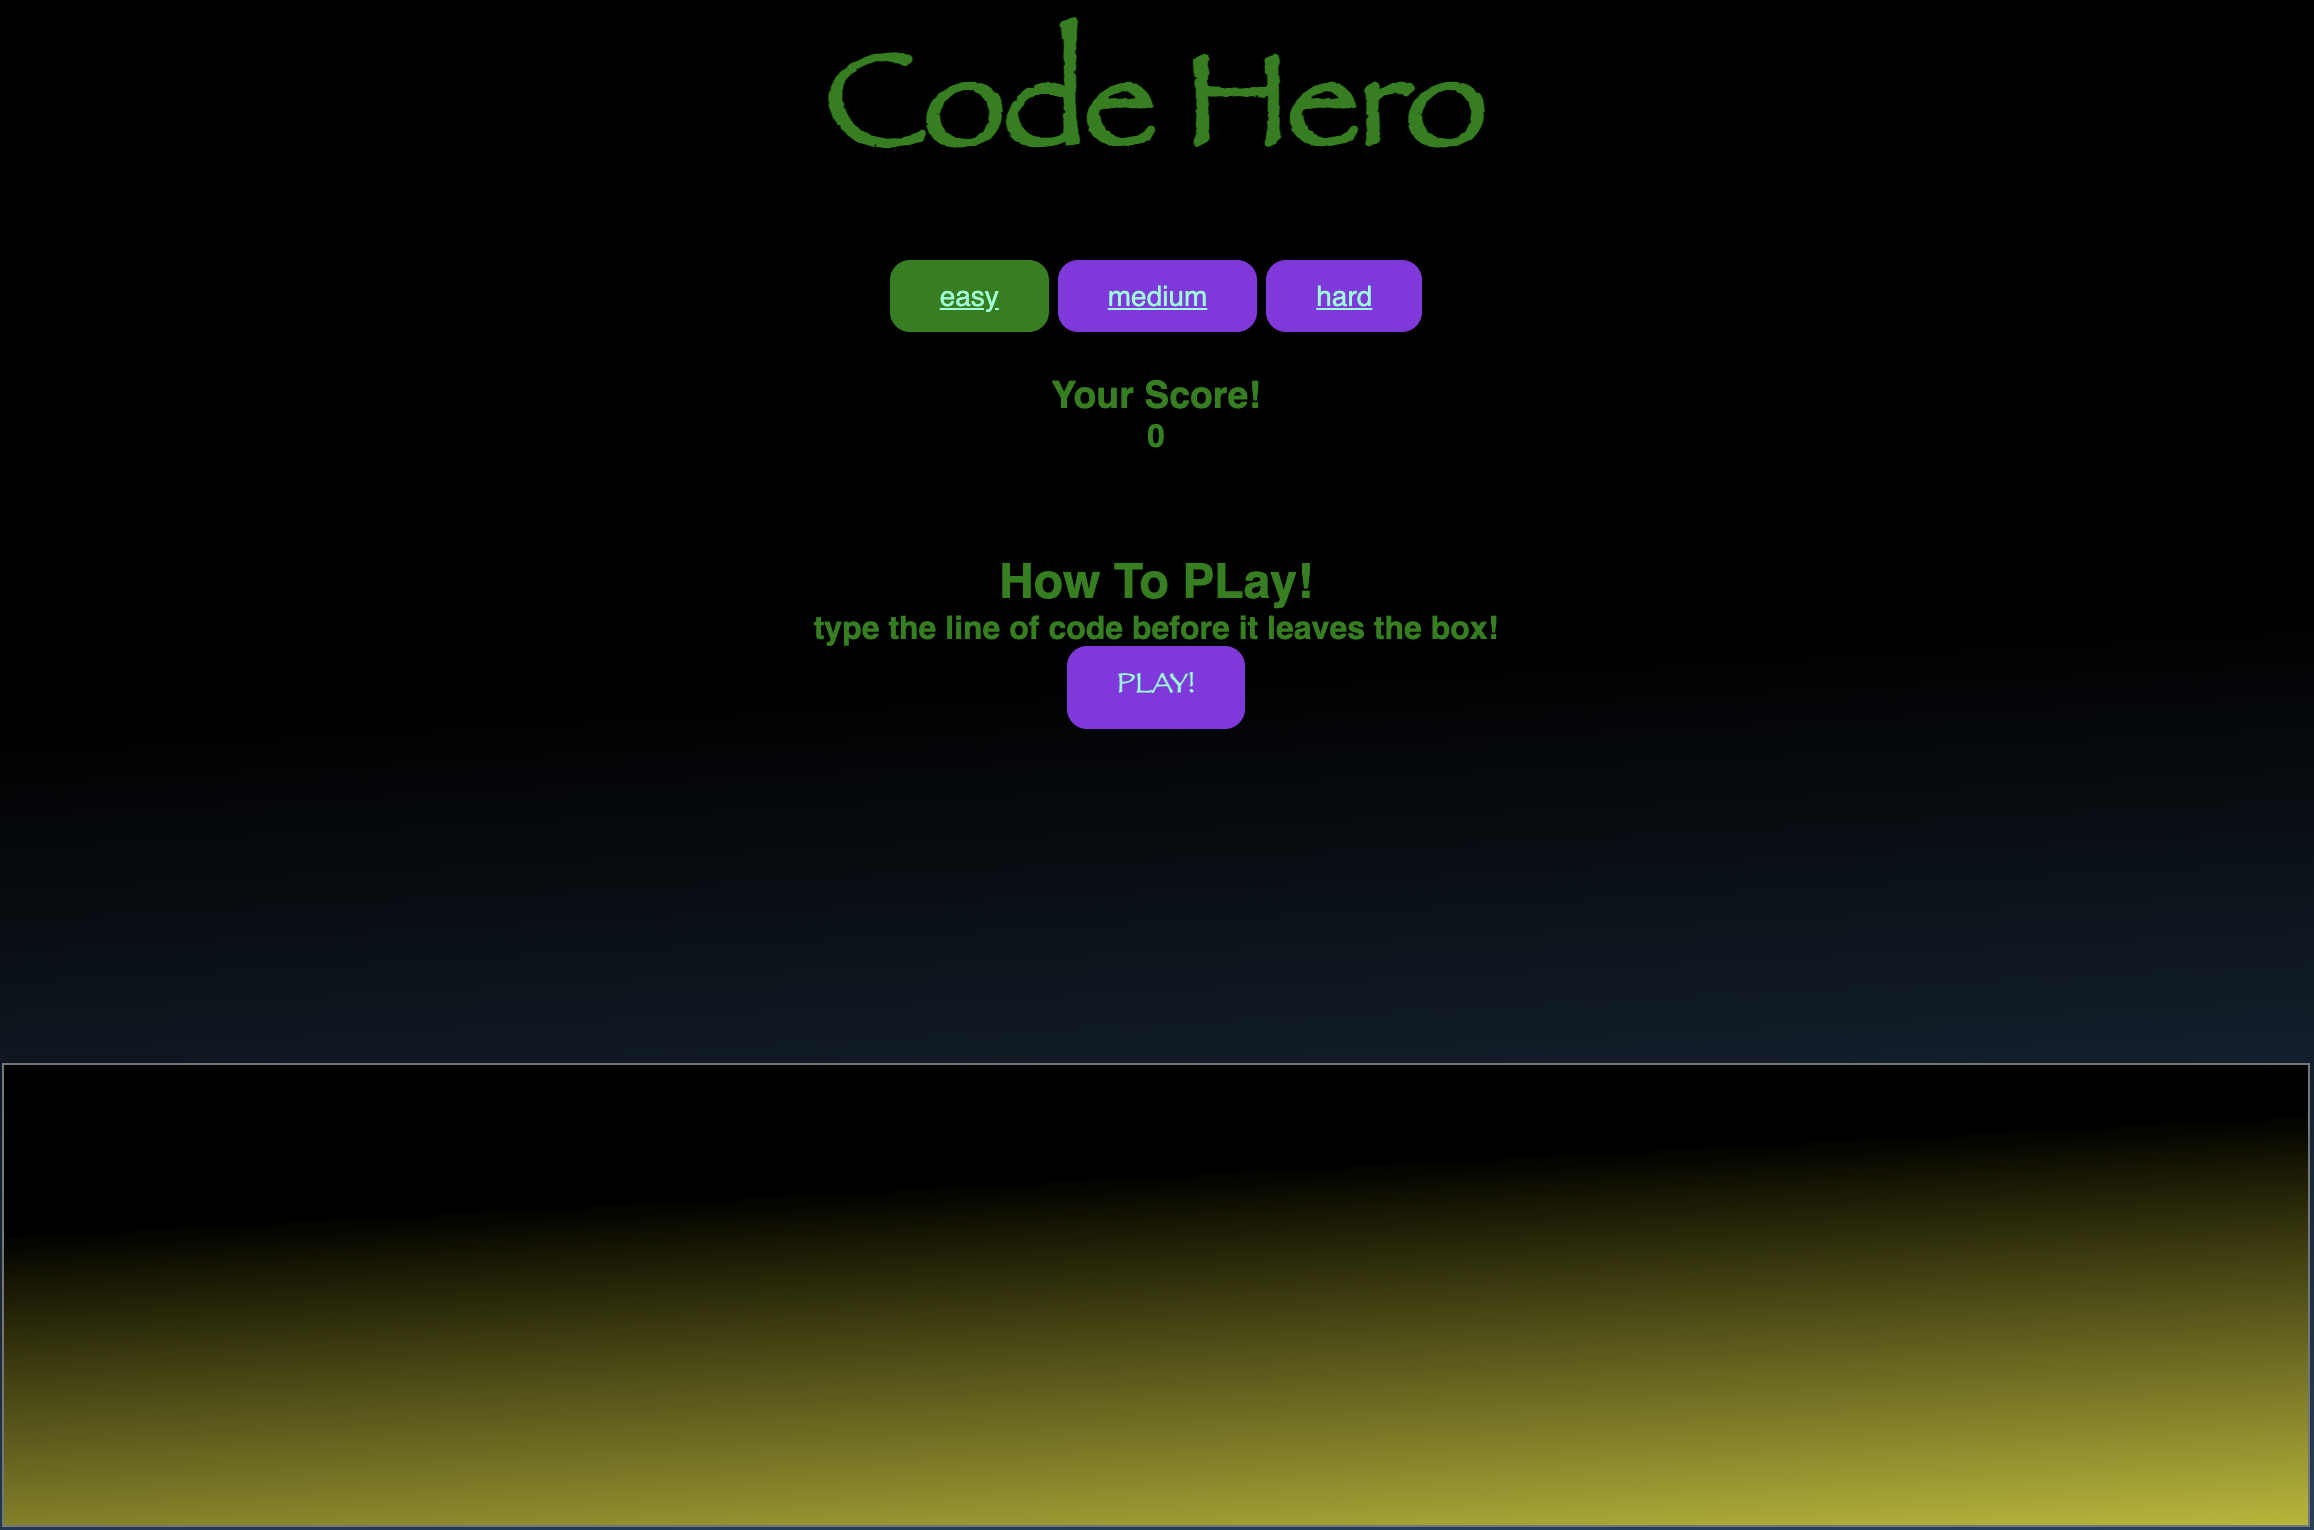 Code Hero
easy medium hard
Your Score!
0
How To PLay!
type the line of code before it leaves the box!
PLAY!